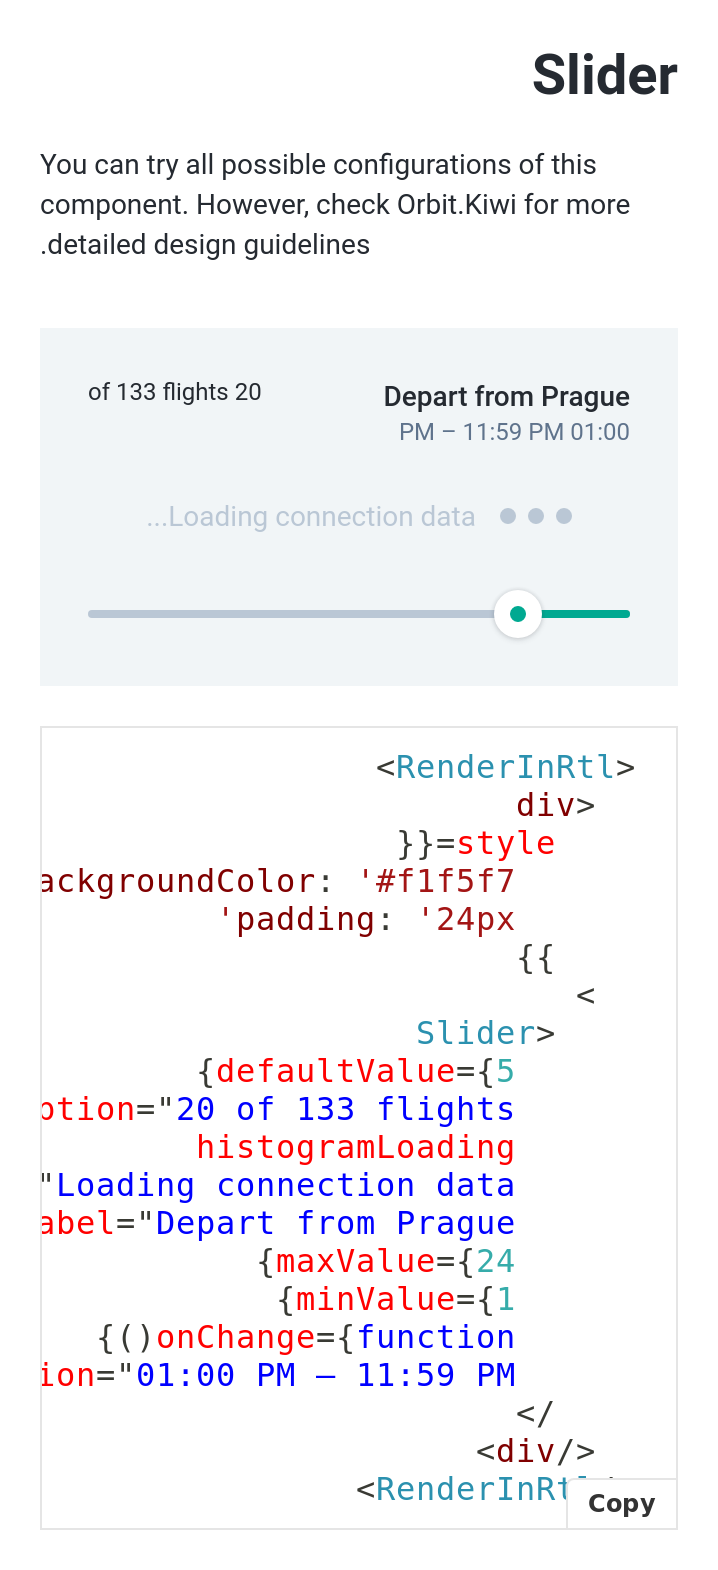 Slider
You can try all possible configurations of this
component. However, check Orbit.Kiwi for more
.detailed design guidelines
of 133 flights 20
Depart from Prague
PM – 11:59 PM 01:00
...Loading connection data
<RenderInRtl>
div>
}}=style
ackgroundColor: '#f1f5f7
'padding: '24px
{{
<
Slider>
{defaultValue={5
ption="20 of 133 flights
histogramLoading
"Loading connection data
abel="Depart from Prague
{maxValue={24
{minValue={1
{()onChange={function
ion="01:00 PM – 11:59 PM
</
<div/>
<RenderInRtl
Copy